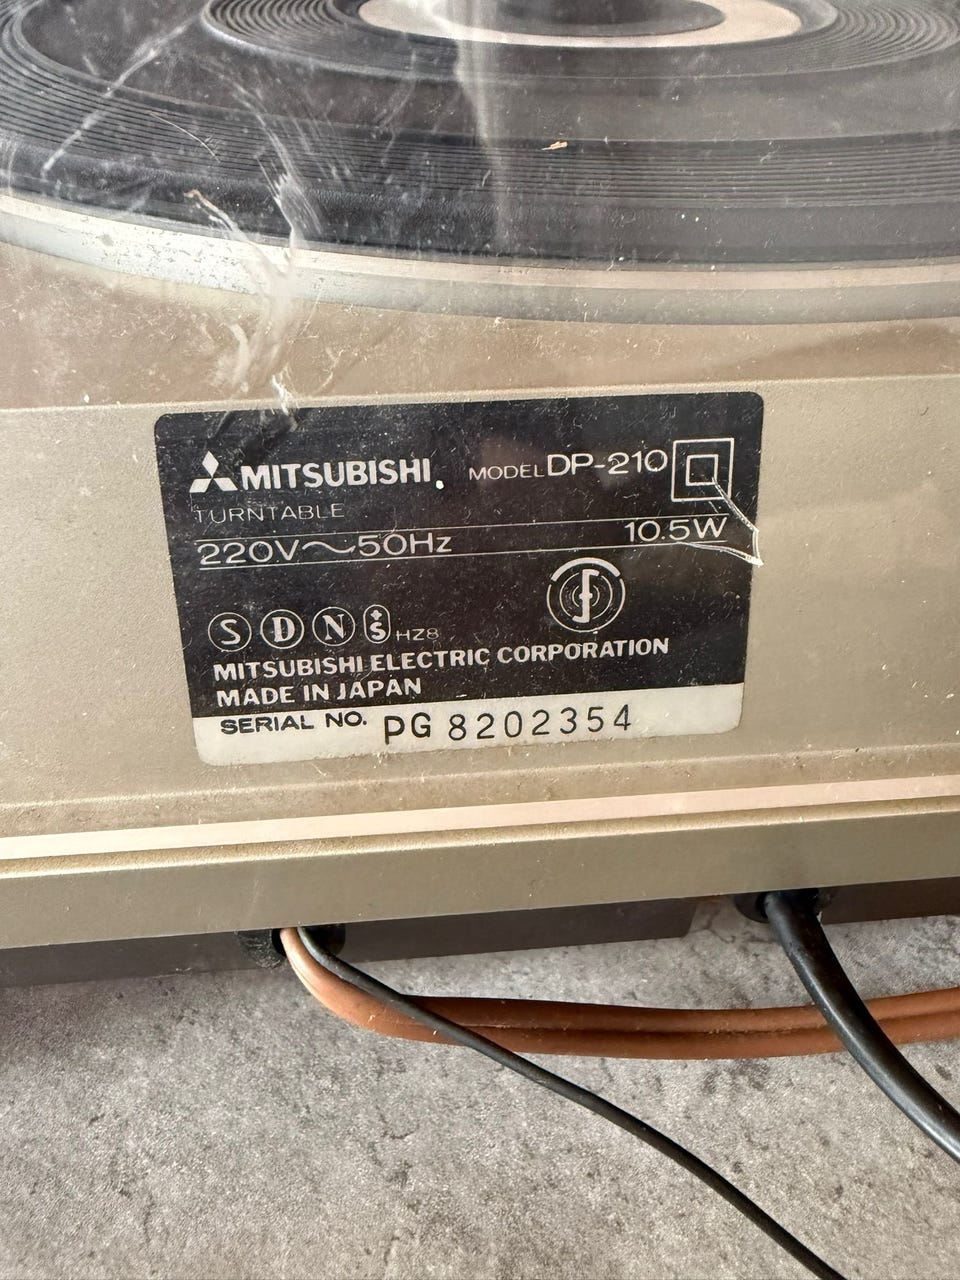 MITSUBISHI MODEL DP-210
TURNTABLE
220V~50Hz 10.5W
S D N S HZ8
MITSUBISHI ELECTRIC CORPORATION
MADE IN JAPAN
SERIAL NO. PG 8202354